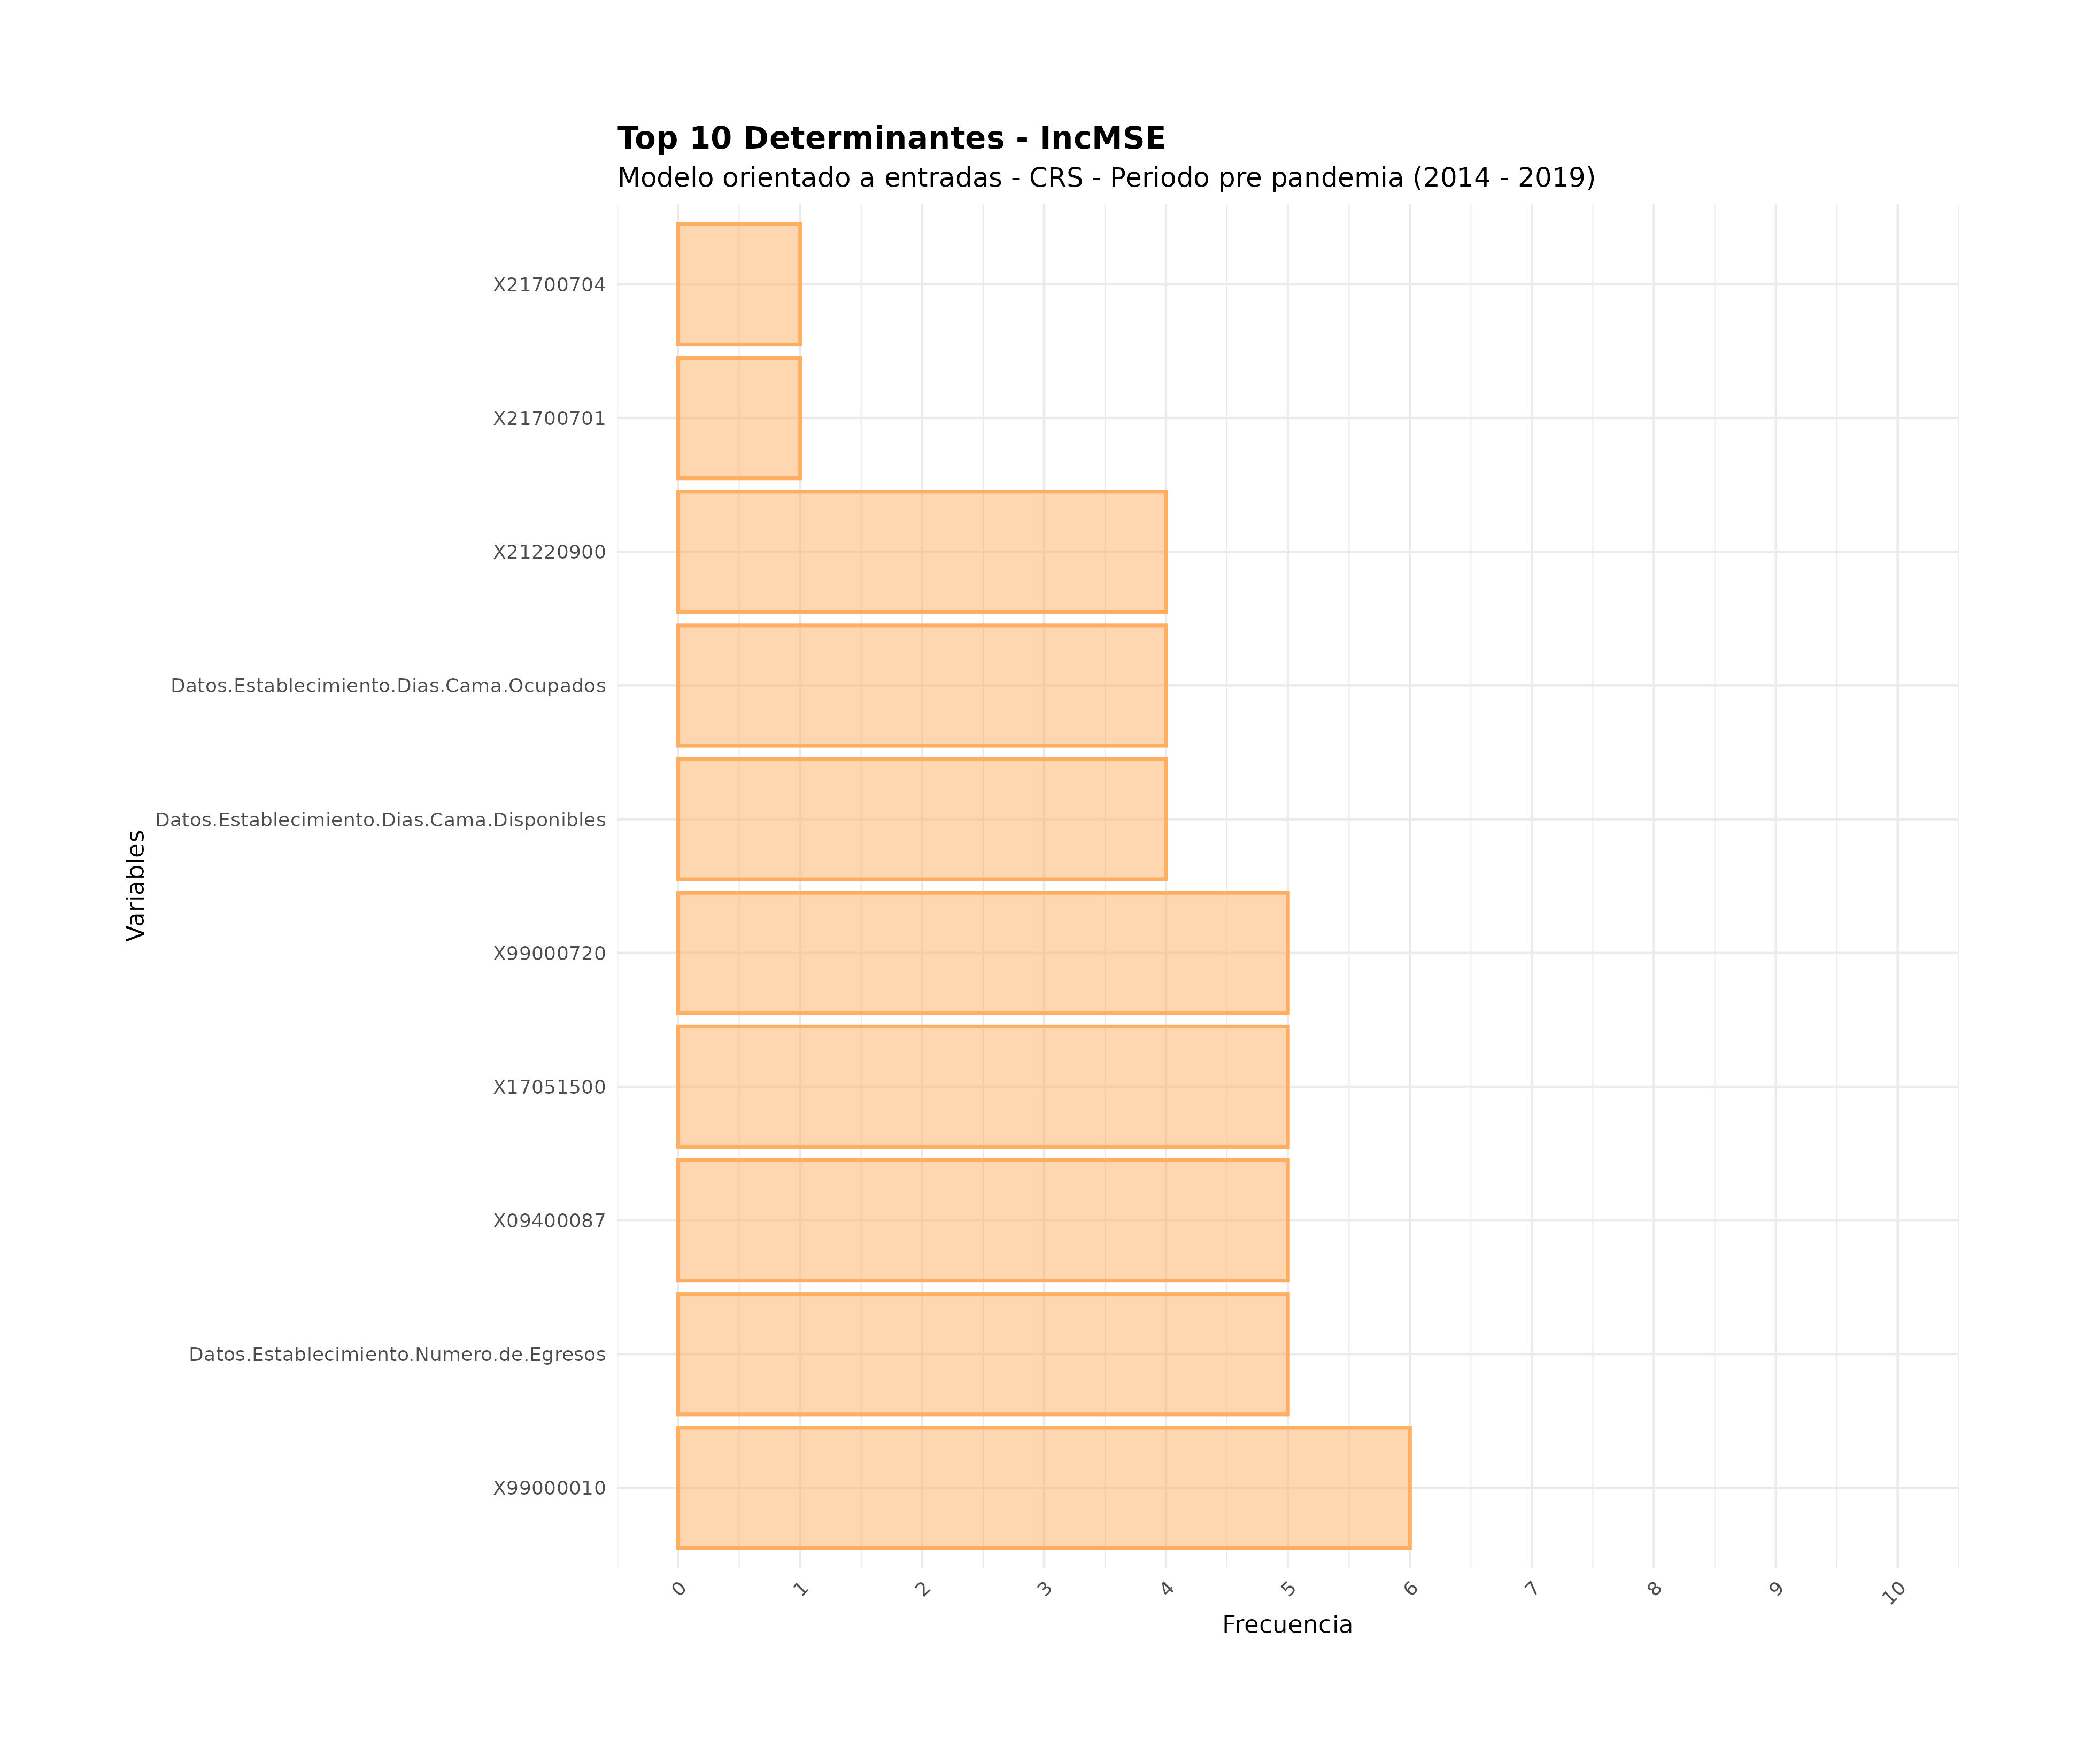 Top 10 Determinantes - IncMSE
Modelo orientado a entradas - CRS - Periodo pre pandemia (2014 - 2019)
Variables
X21700704
X21700701
X21220900
Datos.Establecimiento.Dias.Cama.Ocupados
Datos.Establecimiento.Dias.Cama.Disponibles
X99000720
X17051500
X09400087
Datos.Establecimiento.Numero.de.Egresos
X99000010
0 1 2 3 4 5 6 7 8 9 10
Frecuencia